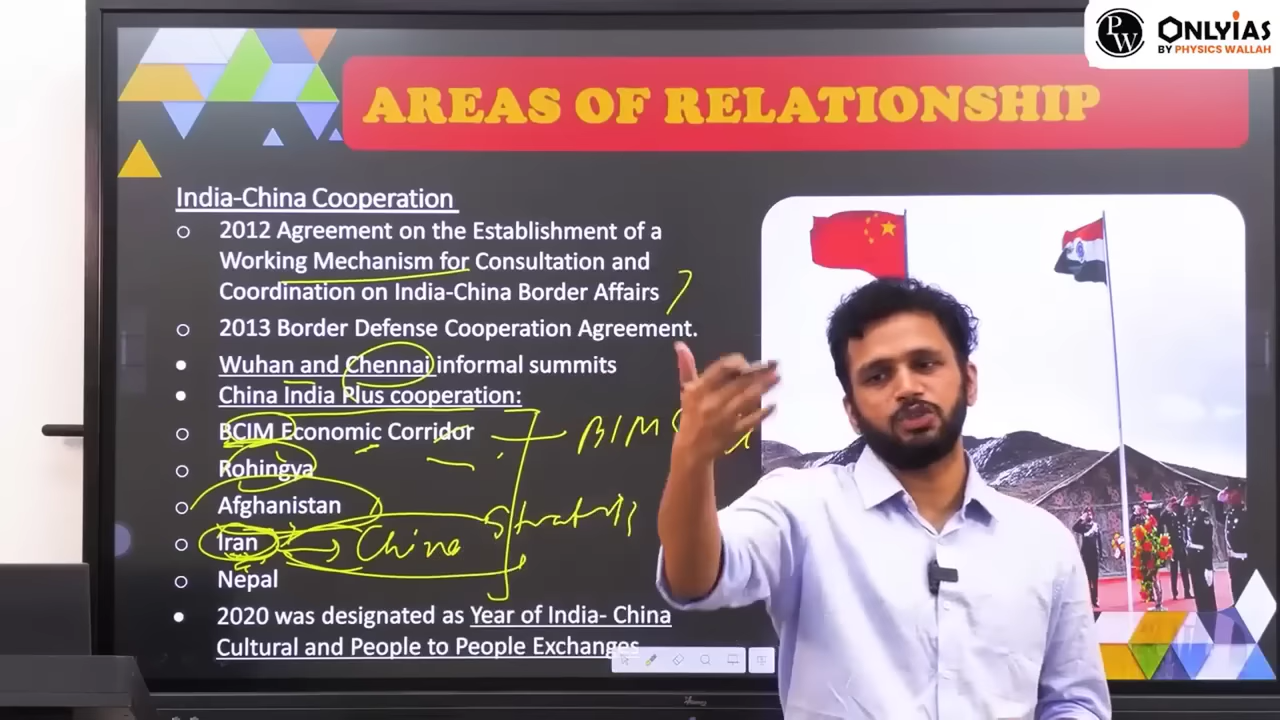 PW
ONLYIAS
BY PHYSICS WALLAH
AREAS OF RELATIONSHIP
India-China Cooperation
2012 Agreement on the Establishment of a
Working Mechanism for Consultation and
Coordination on India-China Border Affairs
2013 Border Defense Cooperation Agreement.
Wuhan and Chennai informal summits
China India Plus cooperation:
BCIM Economic Corridor
Rohingya
Afghanistan
Iran China
Nepal
2020 was designated as Year of India- China
Cultural and People to People Exchanges